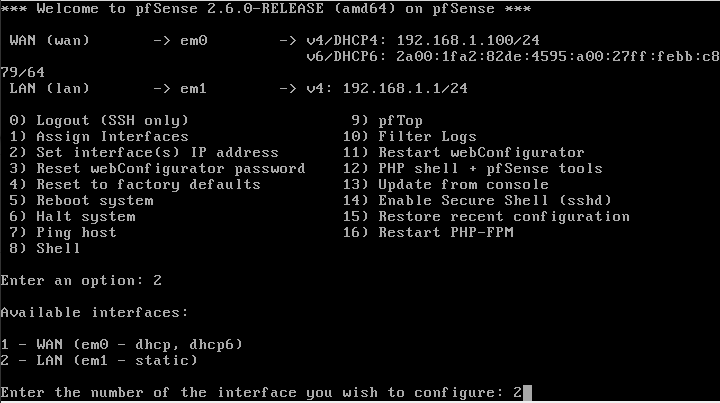 *** Welcome to pfSense 2.6.0-RELEASE (amd64) on pfSense ***
WAN (wan)       -> em0        -> v4/DHCP4: 192.168.1.100/24
v6/DHCP6: 2a00:1fa2:82de:4595:a00:27ff:febb:c8
79/64
LAN (lan)       -> em1        -> v4: 192.168.1.1/24
0) Logout (SSH only)                  9) pfTop
1) Assign Interfaces                 10) Filter Logs
2) Set interface(s) IP address       11) Restart webConfigurator
3) Reset webConfigurator password    12) PHP shell + pfSense tools
4) Reset to factory defaults         13) Update from console
5) Reboot system                     14) Enable Secure Shell (sshd)
6) Halt system                       15) Restore recent configuration
7) Ping host                         16) Restart PHP-FPM
8) Shell
Enter an option: 2
Available interfaces:
1 - WAN (em0 - dhcp, dhcp6)
2 - LAN (em1 - static)
Enter the number of the interface you wish to configure: 2